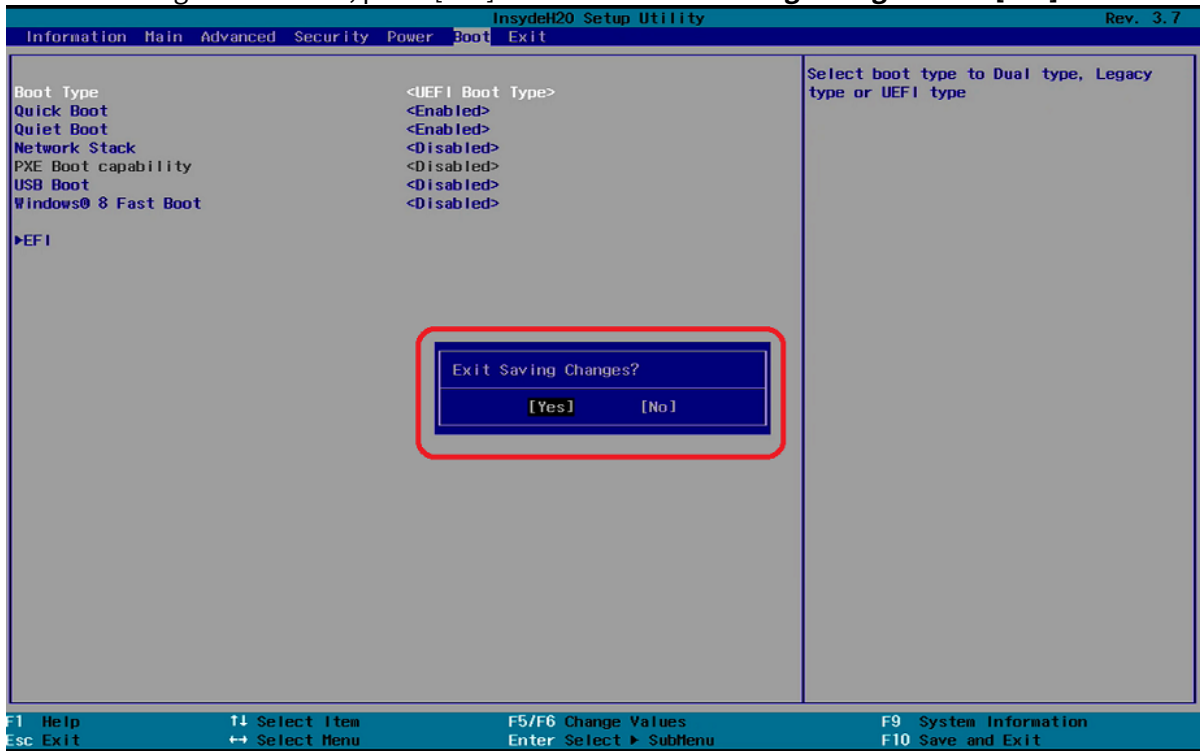 InsydeH20 Setup Utility Rev. 3.7
Information Main Advanced Security Power Boot Exit
Select boot type to Dual type, Legacy
type or UEFI type
Boot Type <UEFI Boot Type>
Quick Boot <Enabled>
Quiet Boot <Enabled>
Network Stack <Disabled>
PXE Boot capability <Disabled>
USB Boot <Disabled>
Windows® 8 Fast Boot <Disabled>
▶EFI
Exit Saving Changes?
[Yes] [No]
F1 Help ↑↓ Select Item F5/F6 Change Values F9 System Information
Esc Exit ↔ Select Menu Enter Select ▶ SubMenu F10 Save and Exit